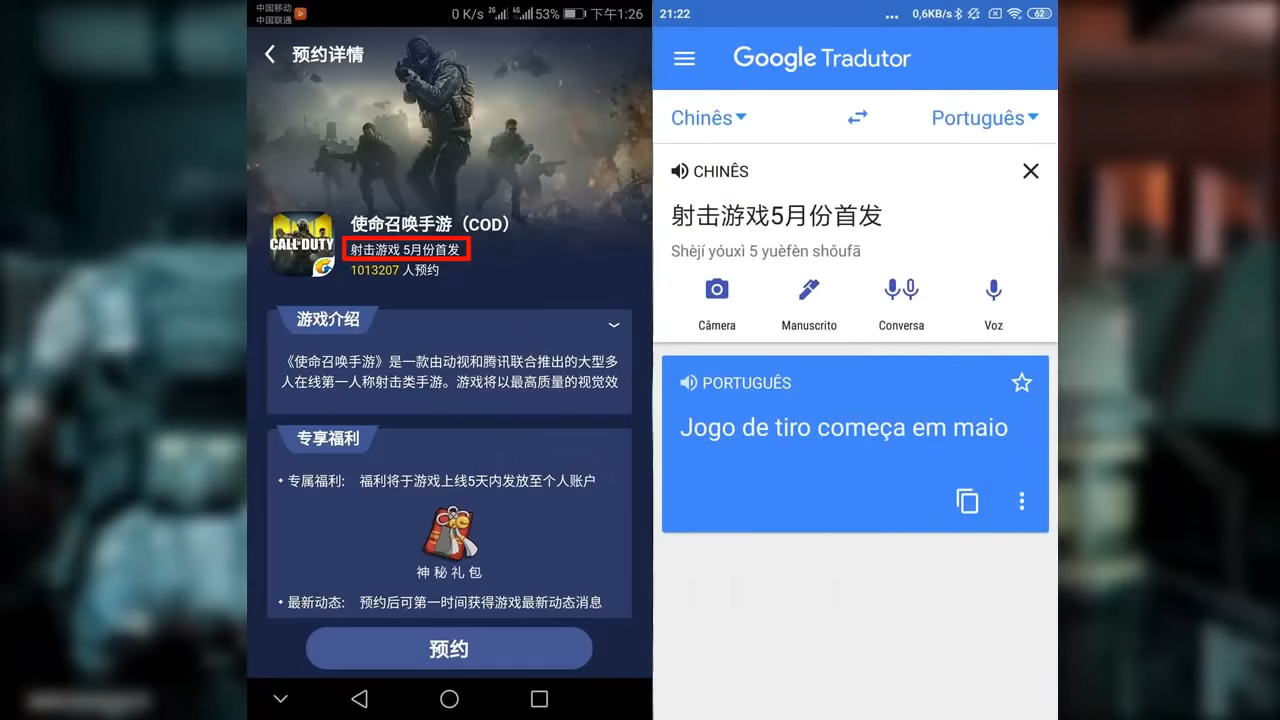 中国移动
中国联通
0 K/s 2G 4G 53% 下午1:26
预约详情
使命召唤手游（COD）
CALL OF DUTY
射击游戏 5月份首发
1013207 人预约
游戏介绍
《使命召唤手游》是一款由动视和腾讯联合推出的大型多
人在线第一人称射击类手游。游戏将以最高质量的视觉效
专享福利
• 专属福利: 福利将于游戏上线5天内发放至个人账户
神秘礼包
• 最新动态: 预约后可第一时间获得游戏最新动态消息
预约
21:22
... 0,6KB/s 62
Google Tradutor
Chinês Português
CHINÊS
射击游戏5月份首发
Shèjí yóuxì 5 yuèfèn shǒufā
Câmera Manuscrito Conversa Voz
PORTUGUÊS
Jogo de tiro começa em maio